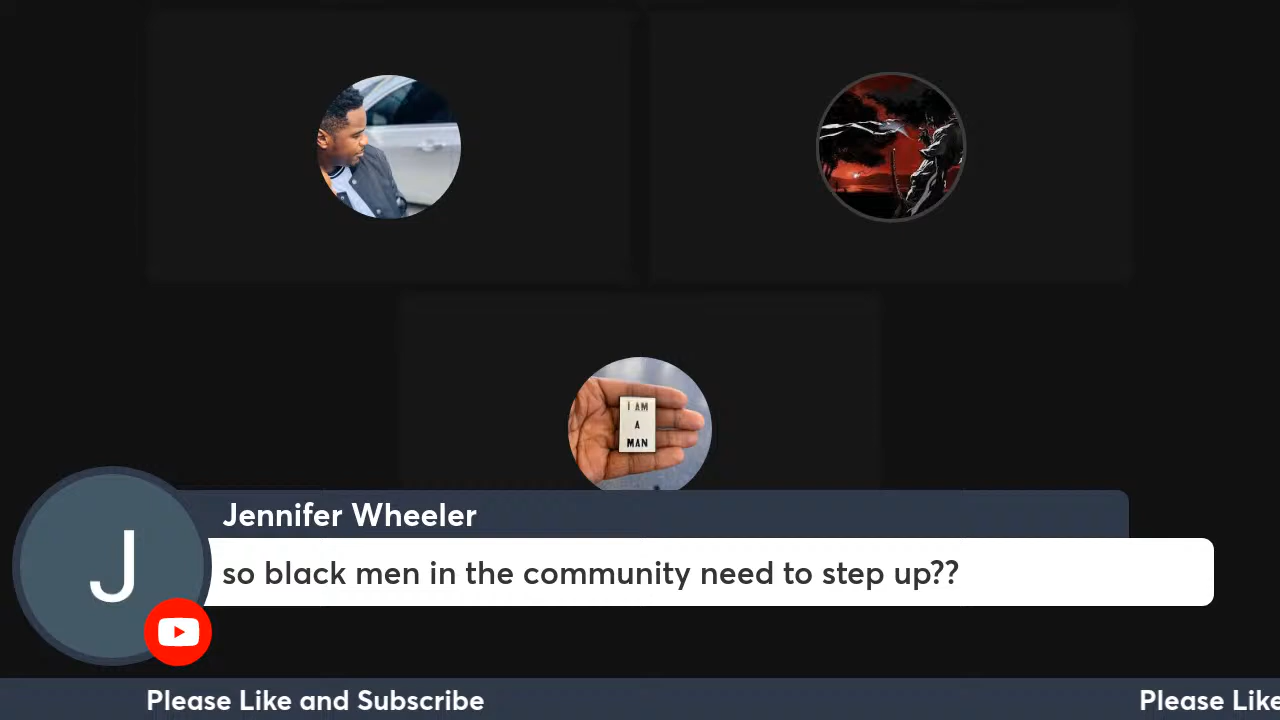 I AM
A
MAN
J
Jennifer Wheeler
so black men in the community need to step up??
Please Like and Subscribe
Please Like